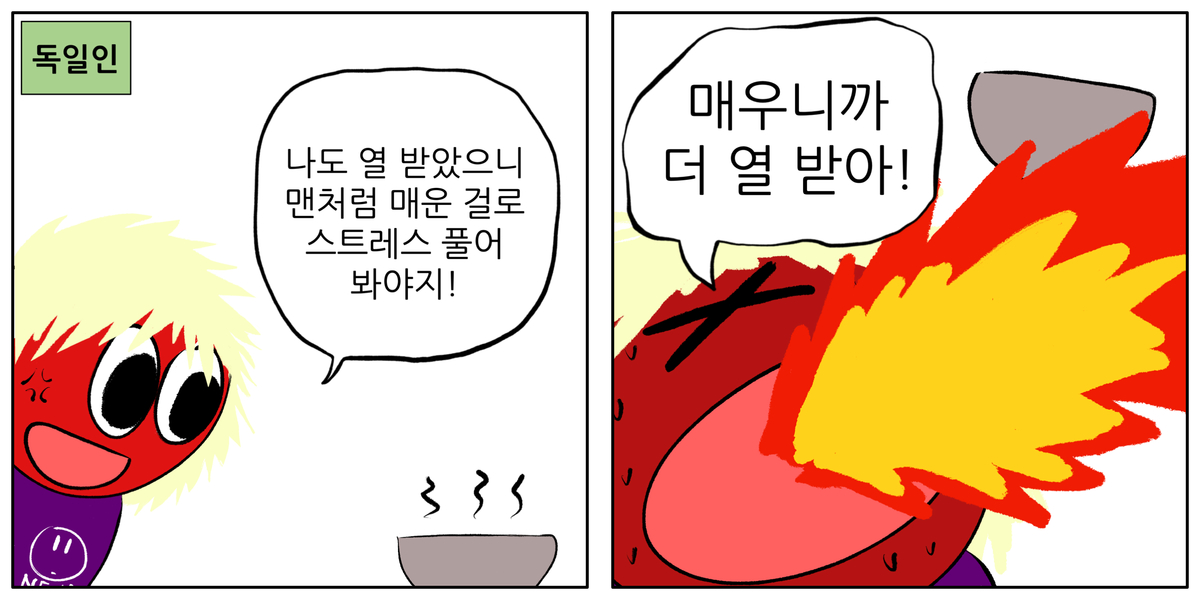 독일인
나도 열 받았으니
맨처럼 매운 걸로
스트레스 풀어
봐야지!
매우니까
더 열 받아!